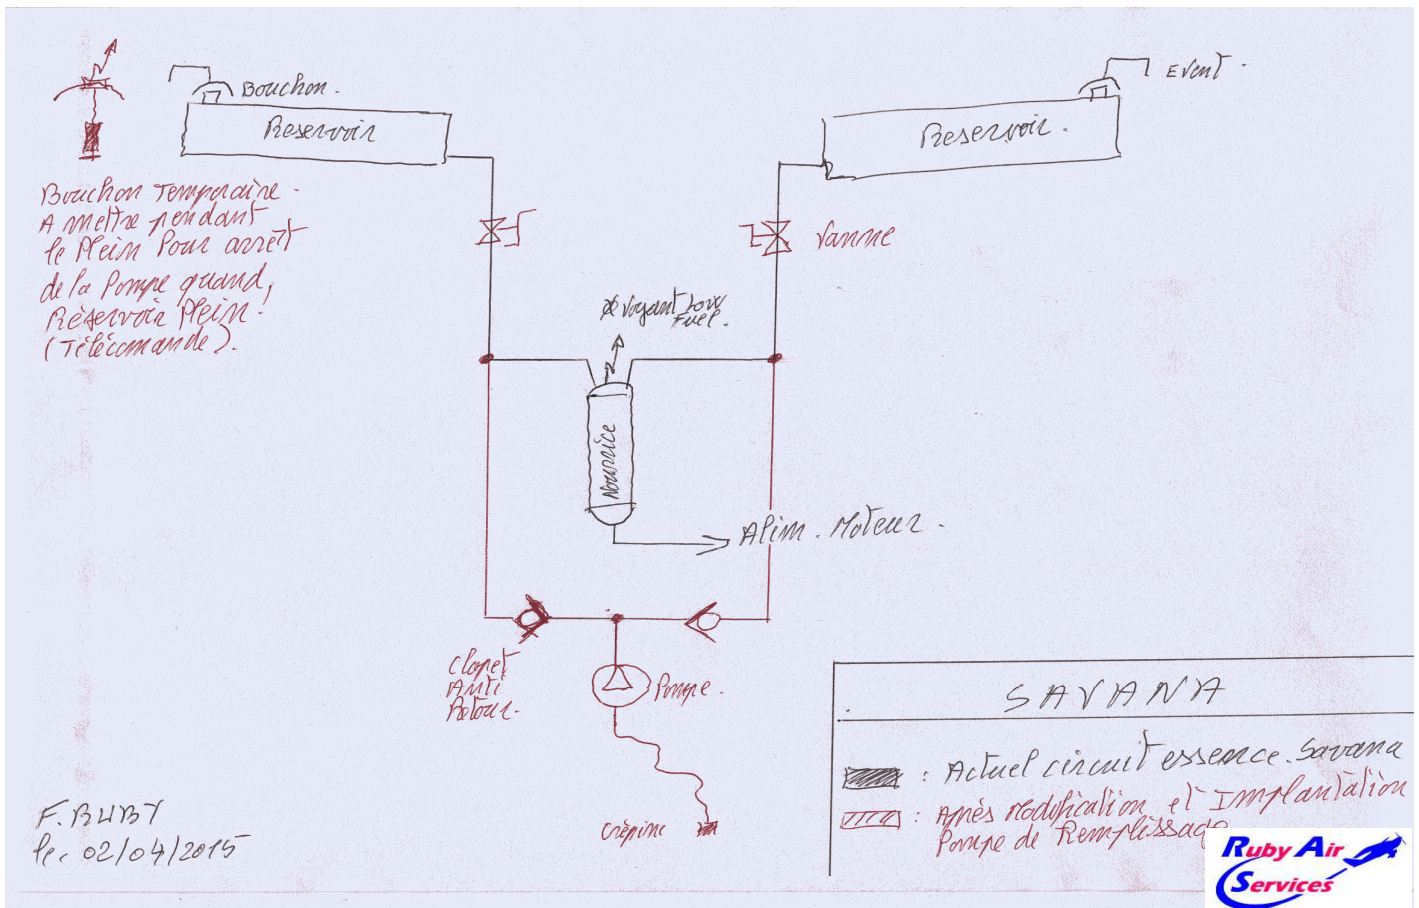 Bouchon.
Event.
Reservoir
Reservoir.
Bouchon Temporaire.
A mettre pendant
le Plein Pour arrêt
de la Pompe quand,
Réservoir Plein!
(Télécomande).
Vanne
Voyant Low
Fuel.
Nourrice
Alim. Moteur.
Clapet
Anti
Retour.
Pompe.
Crépine
SAVANA
: Actuel circuit essence. Savana
: Après Modification et Implantation
Pompe de Remplissage
F. RUBY
le. 02/04/2015
Ruby Air
Services